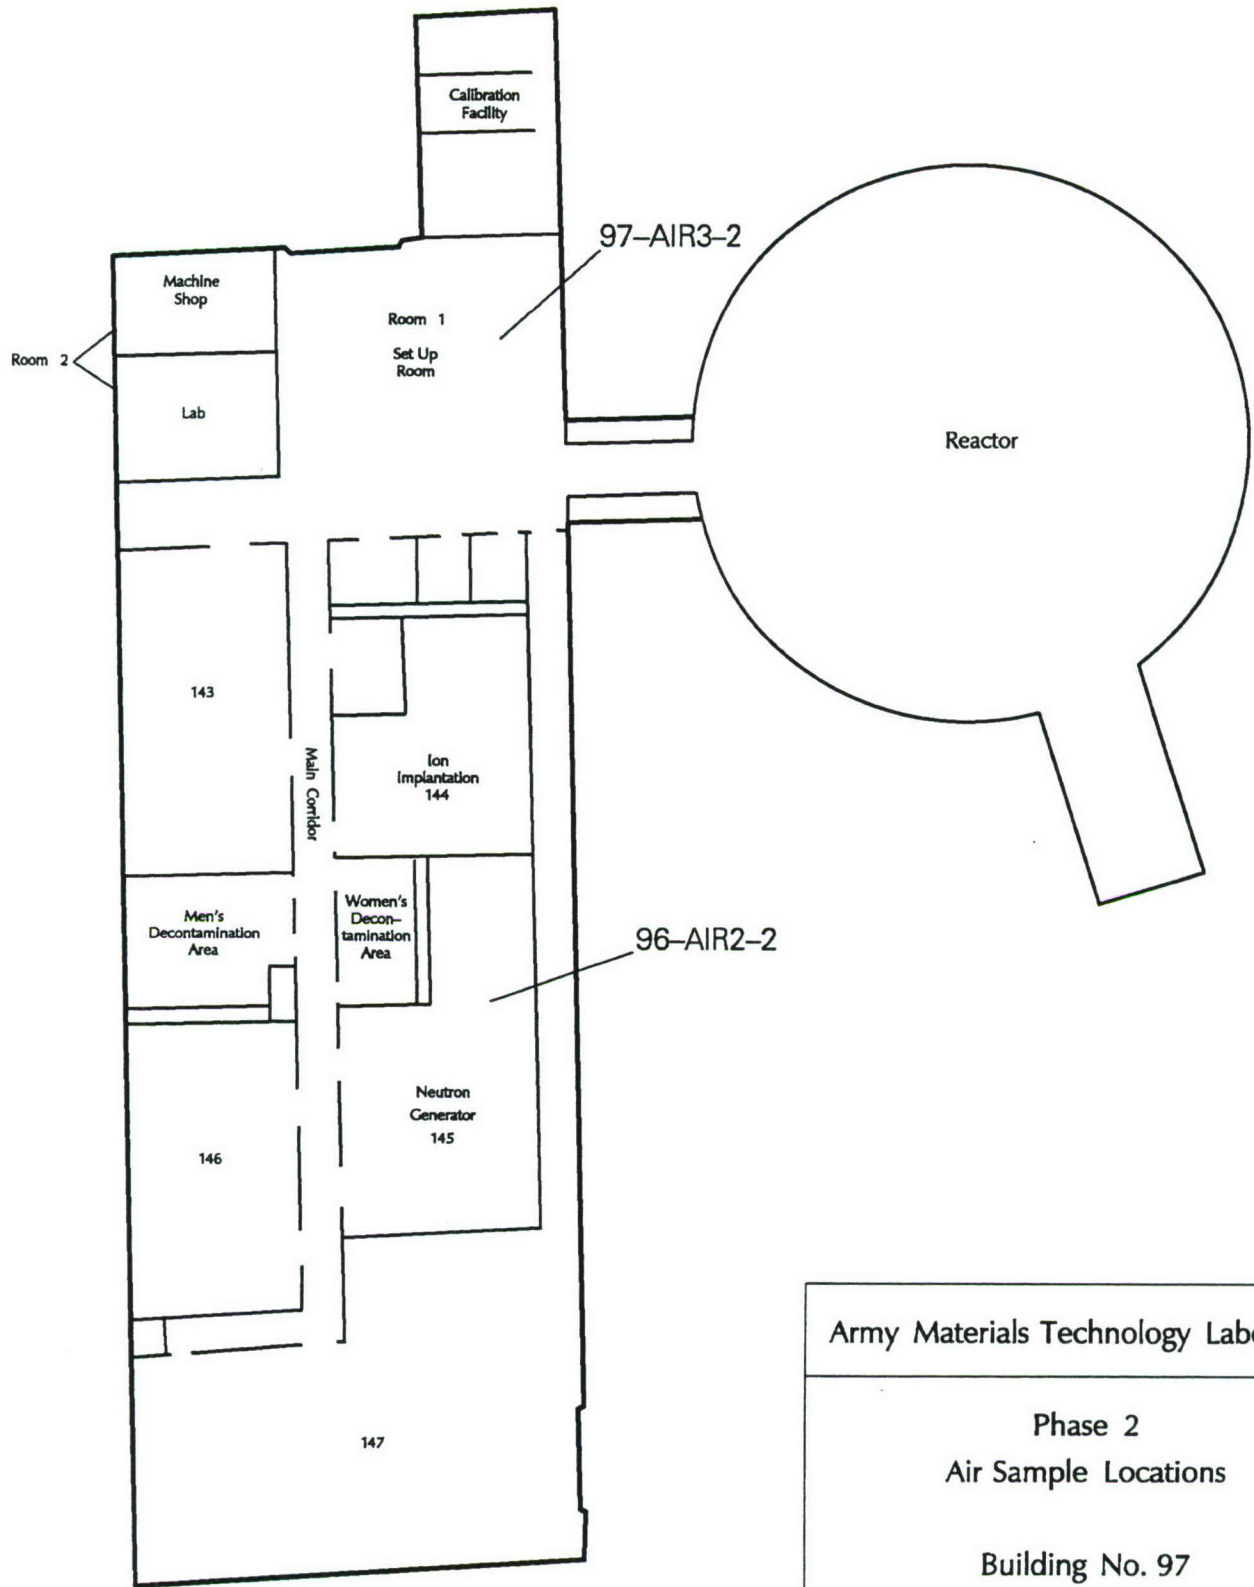 Calibration
Facility
97–AIR3–2
Machine
Shop
Room 1
Set Up
Room
Room 2
Lab
Reactor
143
Main Corridor
Ion
Implantation
144
Men's
Decontamination
Area
Women's
Decon–
tamination
Area
96–AIR2–2
Neutron
Generator
145
146
147
Army Materials Technology
Phase 2
Air Sample Locations
Building No. 97